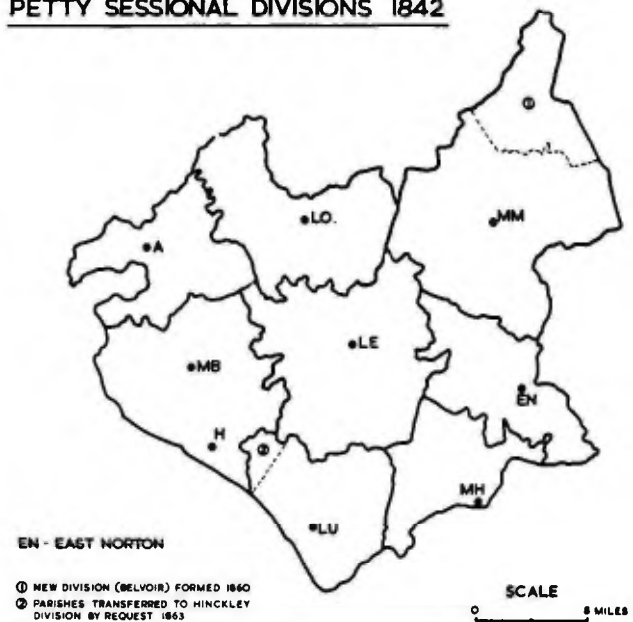 PETTY SESSIONAL DIVISIONS 1842
①
LO.
MM
A
LE
MB
EN
H
②
MH
LU
EN - EAST NORTON
① NEW DIVISION (BELVOIR) FORMED 1860
② PARISHES TRANSFERRED TO HINCKLEY
DIVISION BY REQUEST 1863
SCALE
0 8 MILES